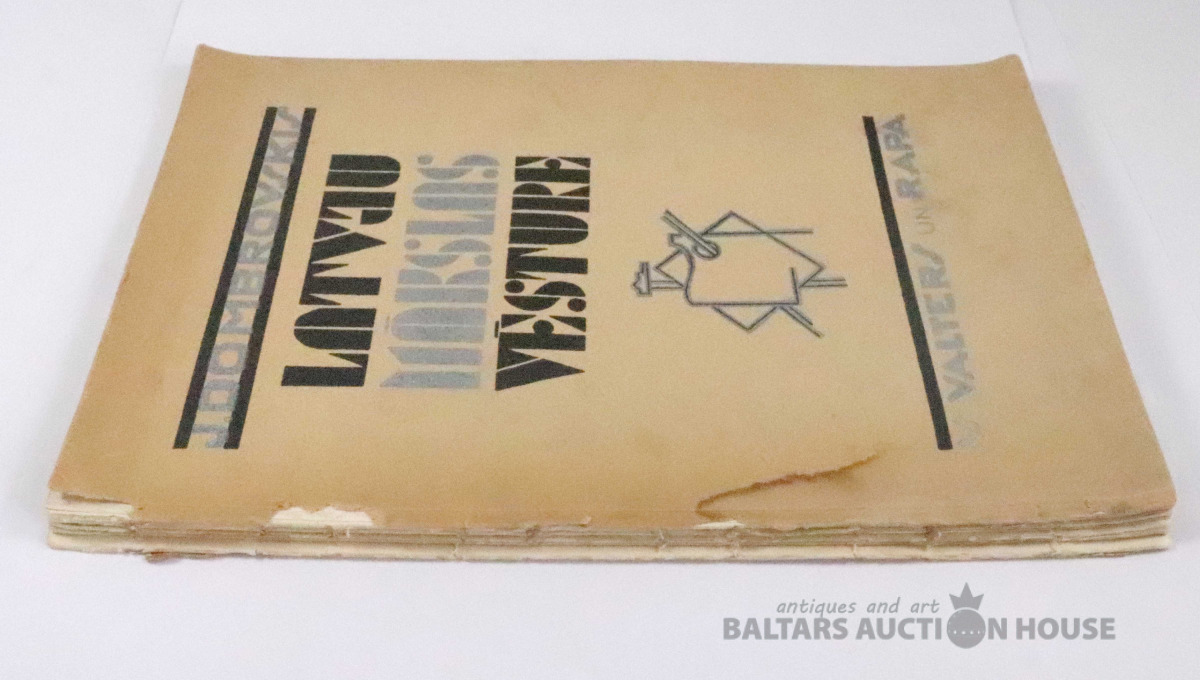 J. DOMBROVSKIS
LATVJU
MĀKSLAS
VĒSTURE
VALTERS UN RAPA
antiques and art
BALTARS AUCTION HOUSE